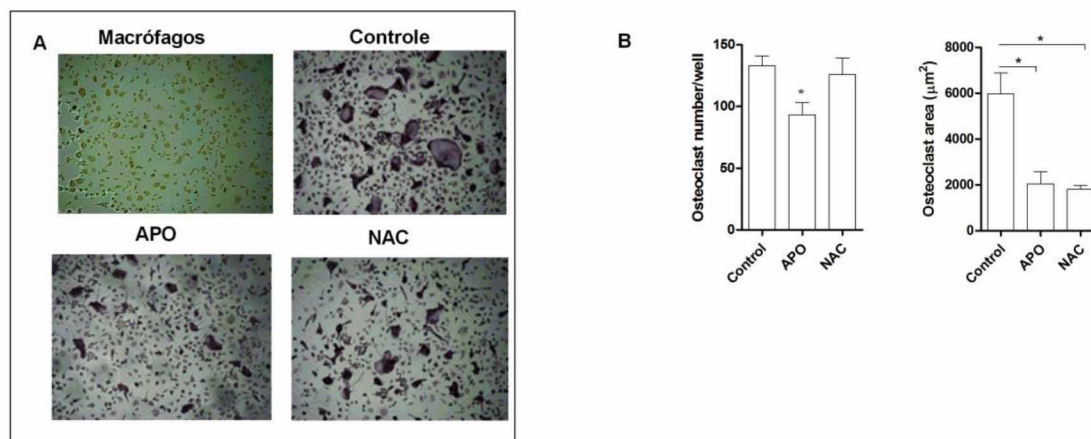 A
Macrófagos
Controle
APO
NAC
B
Osteoclast number/well
150
100
50
0
*
Control
APO
NAC
Osteoclast area (μm²)
8000
6000
4000
2000
0
*
*
Control
APO
NAC